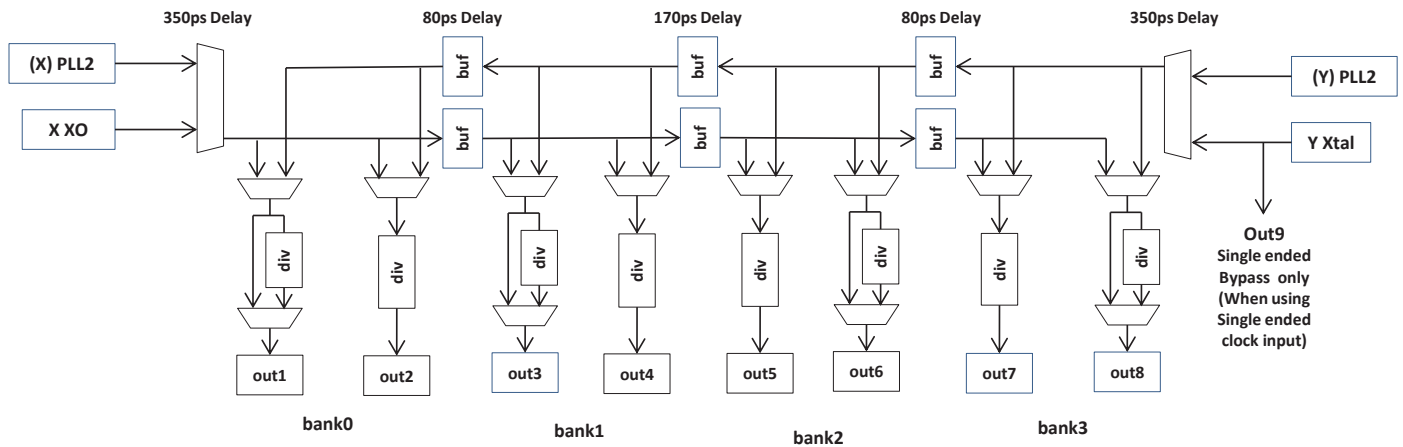 350ps Delay
80ps Delay
170ps Delay
80ps Delay
350ps Delay
(X) PLL2
buf
buf
buf
(Y) PLL2
X XO
buf
buf
buf
Y Xtal
div
div
div
div
div
div
div
div
Out9
Single ended
Bypass only
(When using
Single ended
clock input)
out1
out2
out3
out4
out5
out6
out7
out8
bank0
bank1
bank2
bank3